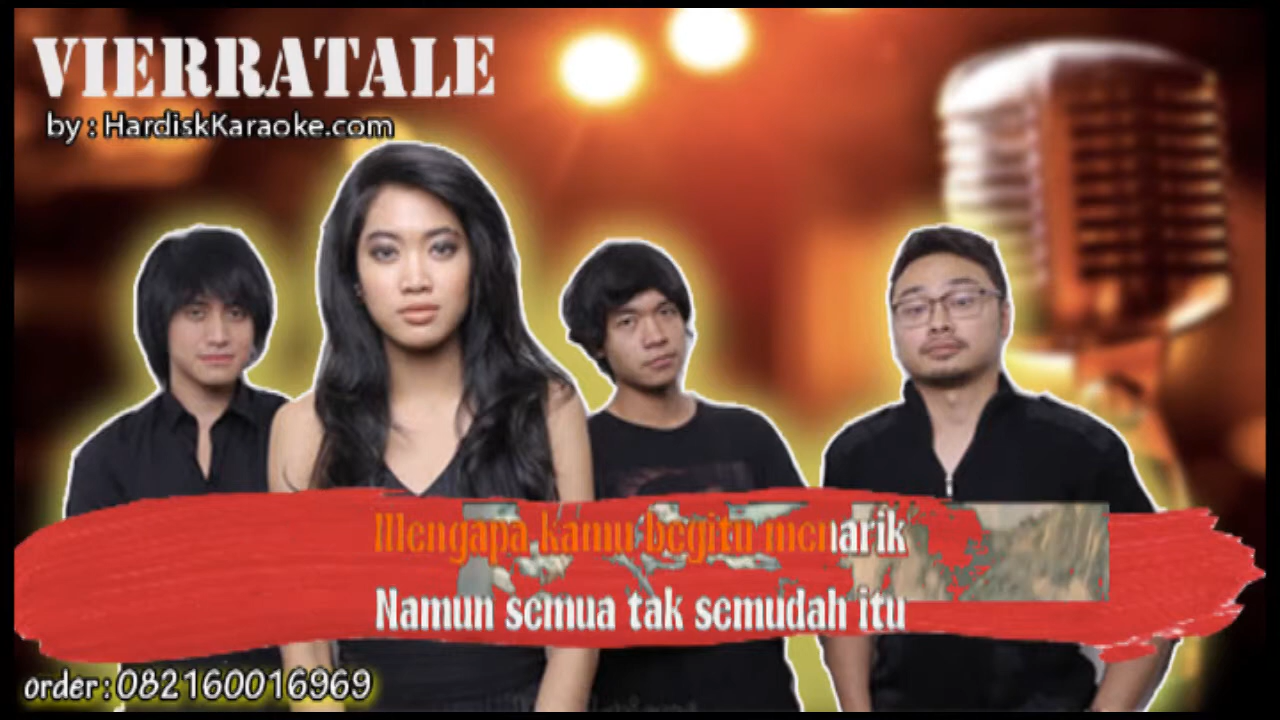 VIERRATALE
by : HardiskKaraoke.com
Mengapa kamu begitu menarik
Namun semua tak semudah itu
order : 082160016969